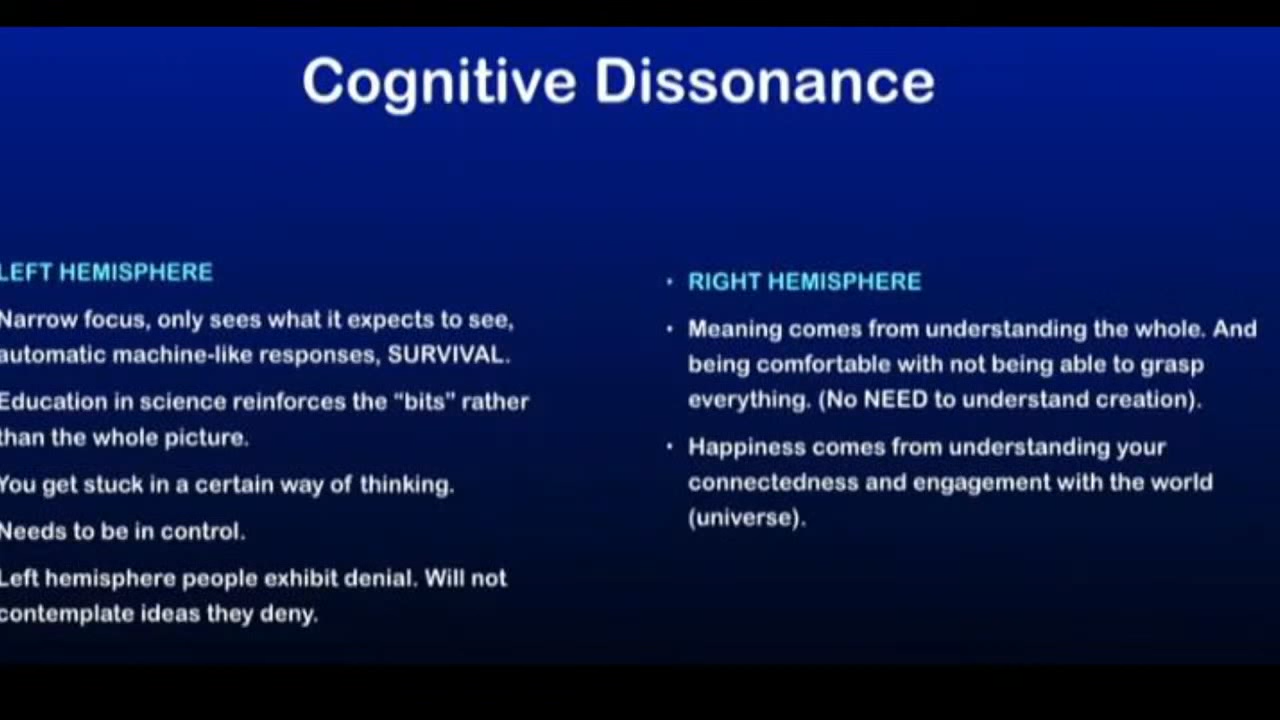 Cognitive Dissonance
LEFT HEMISPHERE
Narrow focus, only sees what it expects to see,
automatic machine-like responses, SURVIVAL.
Education in science reinforces the “bits” rather
than the whole picture.
You get stuck in a certain way of thinking.
Needs to be in control.
Left hemisphere people exhibit denial. Will not
contemplate ideas they deny.
• RIGHT HEMISPHERE
• Meaning comes from understanding the whole. And
being comfortable with not being able to grasp
everything. (No NEED to understand creation).
• Happiness comes from understanding your
connectedness and engagement with the world
(universe).